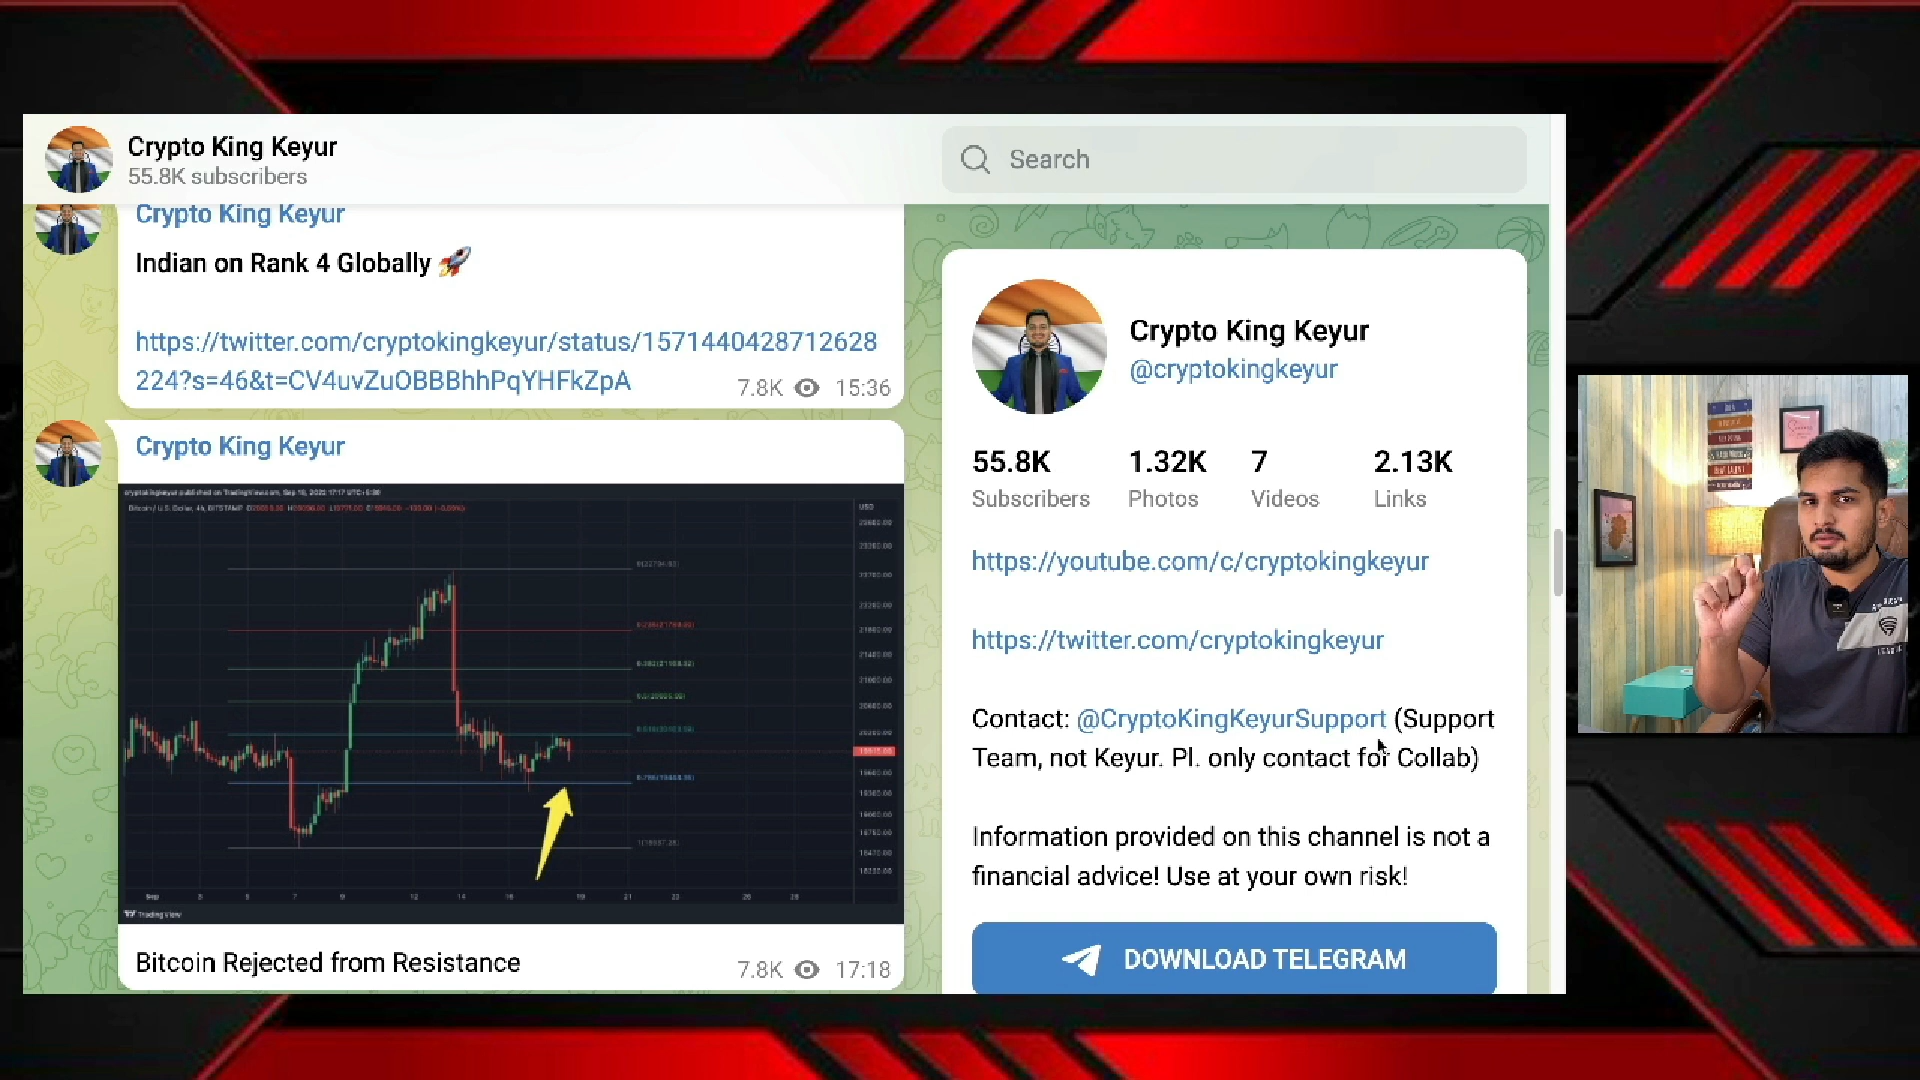 Crypto King Keyur
55.8K subscribers
Search
Crypto King Keyur
Indian on Rank 4 Globally
https://twitter.com/cryptokingkeyur/status/1571440428712628
224?s=46&t=CV4uvZuOBBBhhPqYHFkZpA
7.8K 15:36
Crypto King Keyur
USD
Sep
TradingView
Bitcoin Rejected from Resistance
7.8K 17:18
Crypto King Keyur
@cryptokingkeyur
55.8K 1.32K 7 2.13K
Subscribers Photos Videos Links
https://youtube.com/c/cryptokingkeyur
https://twitter.com/cryptokingkeyur
Contact: @CryptoKingKeyurSupport (Support
Team, not Keyur. Pl. only contact for Collab)
Information provided on this channel is not a
financial advice! Use at your own risk!
DOWNLOAD TELEGRAM